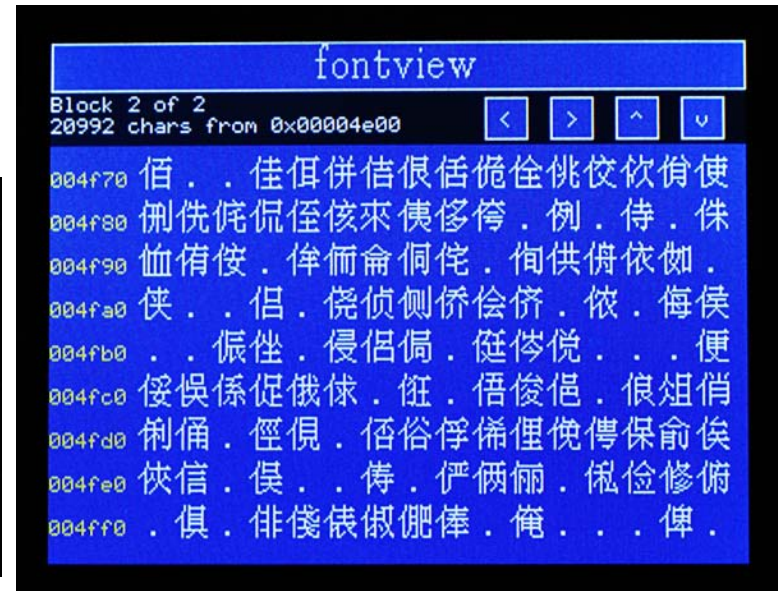 fontview
Block 2 of 2
20992 chars from 0x00004e00 < > ^ v
004f70 佰 . . 佳佴併佶佷佸佹佺佻佼佽佾使
004f80 侀侁侂侃侄侅來侇侈侉 . 例 . 侍 . 侏
004f90 侐侑侒 . 侔侕侖侗侘 . 侚供侜依侞 .
004fa0 侠 . . 侣 . 侥侦侧侨侩侪 . 侬 . 侮侯
004fb0 . . 侲侳 . 侵侶侷 . 侹侺侻 . . . 便
004fc0 俀俁係促俄俅 . 俇 . 俉俊俋 . 俍俎俏
004fd0 俐俑 . 俓俔 . 俖俗俘俙俚俛俜保俞俟
004fe0 俠信 . 俣 . . 俦 . 俨俩俪 . 俬俭修俯
004ff0 . 俱 . 俳俴俵俶俷俸 . 俺 . . . 俾 .